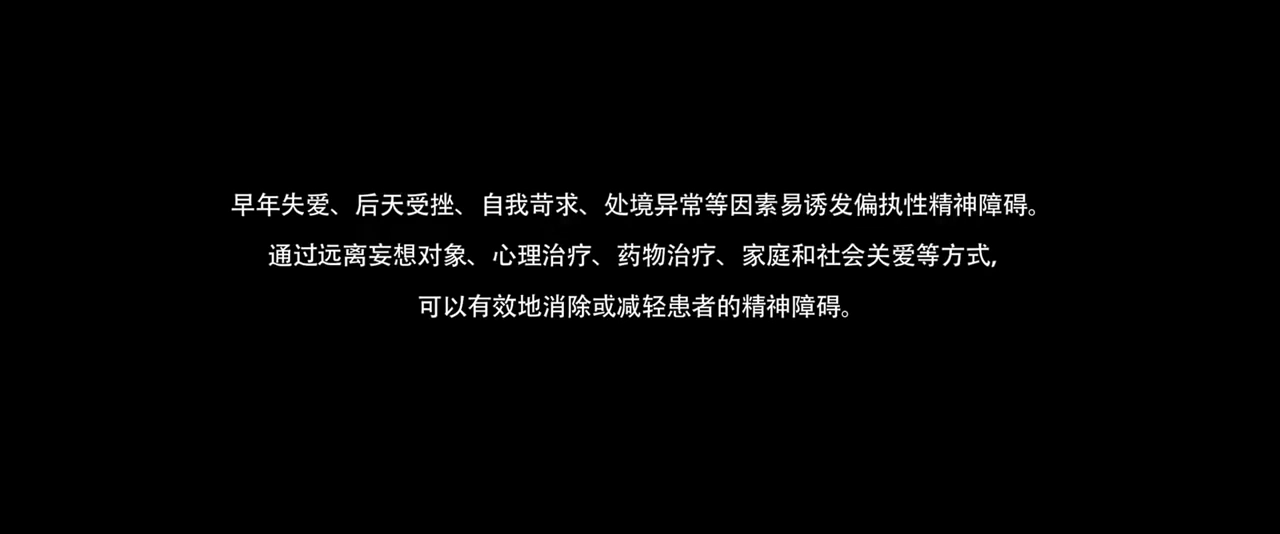 早年失爱、后天受挫、自我苛求、处境异常等因素易诱发偏执性精神障碍。
通过远离妄想对象、心理治疗、药物治疗、家庭和社会关爱等方式,
可以有效地消除或减轻患者的精神障碍。